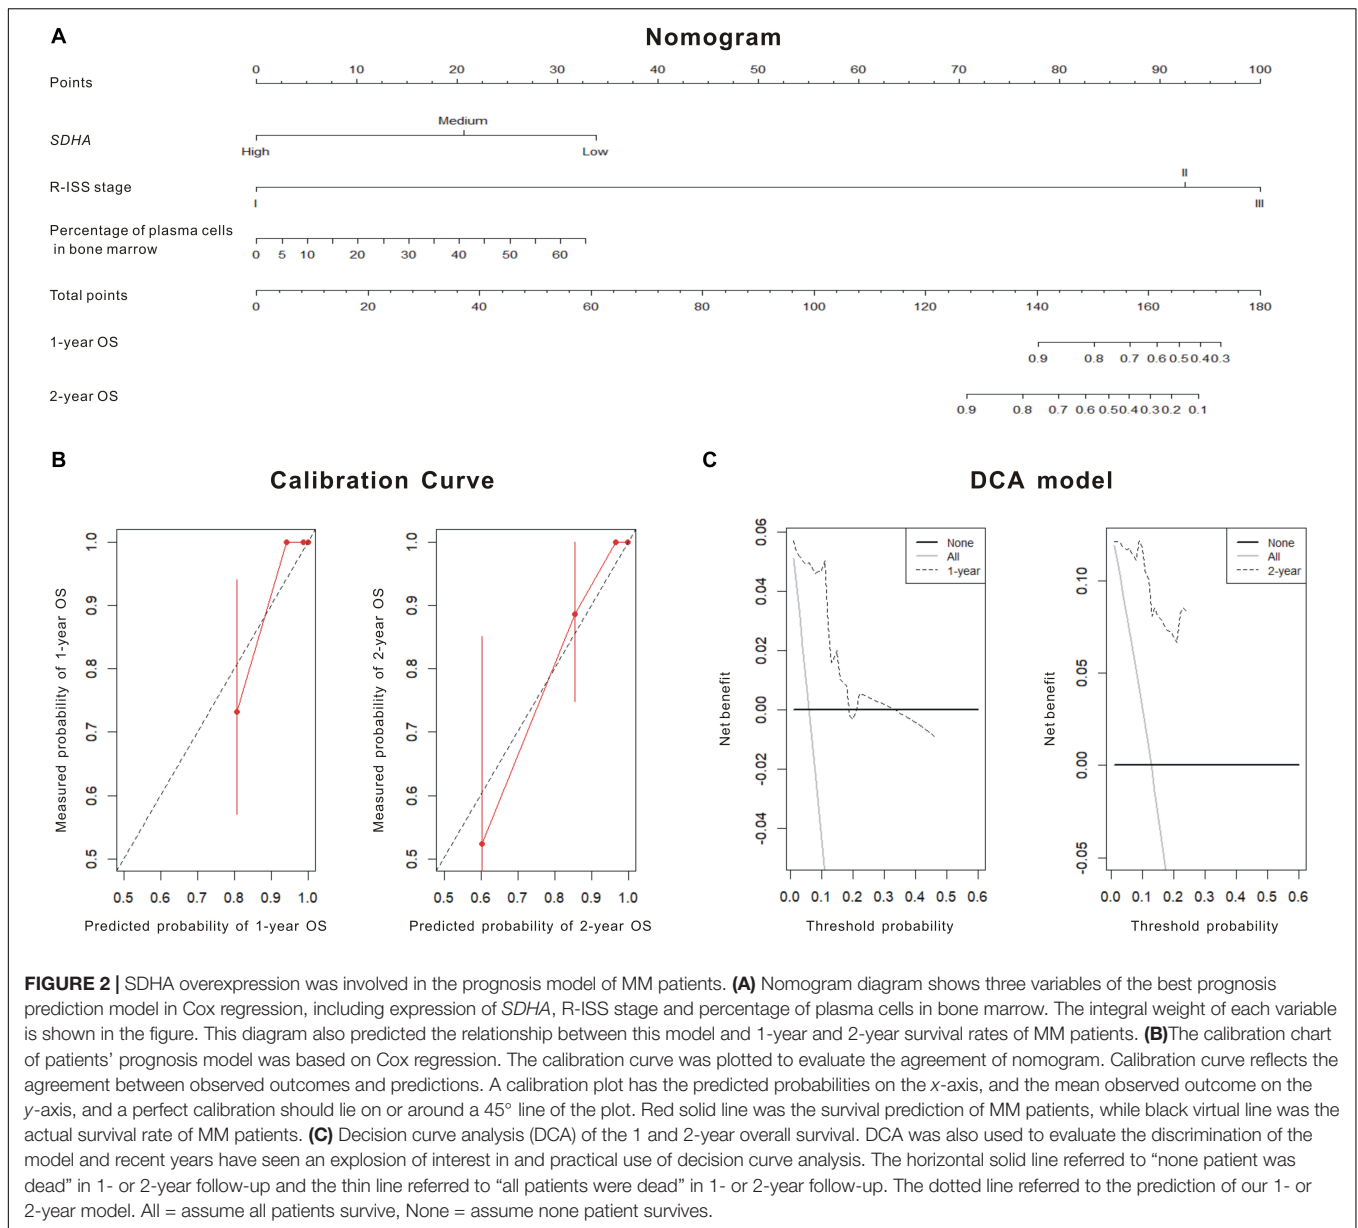 A
Nomogram
0 10 20 30 40 50 60 70 80 90 100
Points
Medium
SDHA
High Low
II
R-ISS stage
I III
Percentage of plasma cells
in bone marrow
0 5 10 20 30 40 50 60
Total points
0 20 40 60 80 100 120 140 160 180
1-year OS
0.9 0.8 0.7 0.6 0.5 0.4 0.3
2-year OS
0.9 0.8 0.7 0.6 0.5 0.4 0.3 0.2 0.1
B
Calibration Curve
Measured probability of 1-year OS
1.0
0.9
0.8
0.7
0.6
0.5
0.5 0.6 0.7 0.8 0.9 1.0
Predicted probability of 1-year OS
Measured probability of 2-year OS
1.0
0.9
0.8
0.7
0.6
0.5
0.5 0.6 0.7 0.8 0.9 1.0
Predicted probability of 2-year OS
C
DCA model
Net benefit
0.06
0.04
0.02
0.00
-0.02
-0.04
None
All
1-year
0.0 0.1 0.2 0.3 0.4 0.5 0.6
Threshold probability
Net benefit
0.10
0.05
0.00
-0.05
None
All
2-year
0.0 0.1 0.2 0.3 0.4 0.5 0.6
Threshold probability
FIGURE 2 | SDHA overexpression was involved in the prognosis model of MM patients. (A) Nomogram diagram shows three variables of the best prognosis
prediction model in Cox regression, including expression of SDHA, R-ISS stage and percentage of plasma cells in bone marrow. The integral weight of each variable
is shown in the figure. This diagram also predicted the relationship between this model and 1-year and 2-year survival rates of MM patients. (B)The calibration chart
of patients’ prognosis model was based on Cox regression. The calibration curve was plotted to evaluate the agreement of nomogram. Calibration curve reflects the
agreement between observed outcomes and predictions. A calibration plot has the predicted probabilities on the x-axis, and the mean observed outcome on the
y-axis, and a perfect calibration should lie on or around a 45° line of the plot. Red solid line was the survival prediction of MM patients, while black virtual line was the
actual survival rate of MM patients. (C) Decision curve analysis (DCA) of the 1 and 2-year overall survival. DCA was also used to evaluate the discrimination of the
model and recent years have seen an explosion of interest in and practical use of decision curve analysis. The horizontal solid line referred to “none patient was
dead” in 1- or 2-year follow-up and the thin line referred to “all patients were dead” in 1- or 2-year follow-up. The dotted line referred to the prediction of our 1- or
2-year model. All = assume all patients survive, None = assume none patient survives.